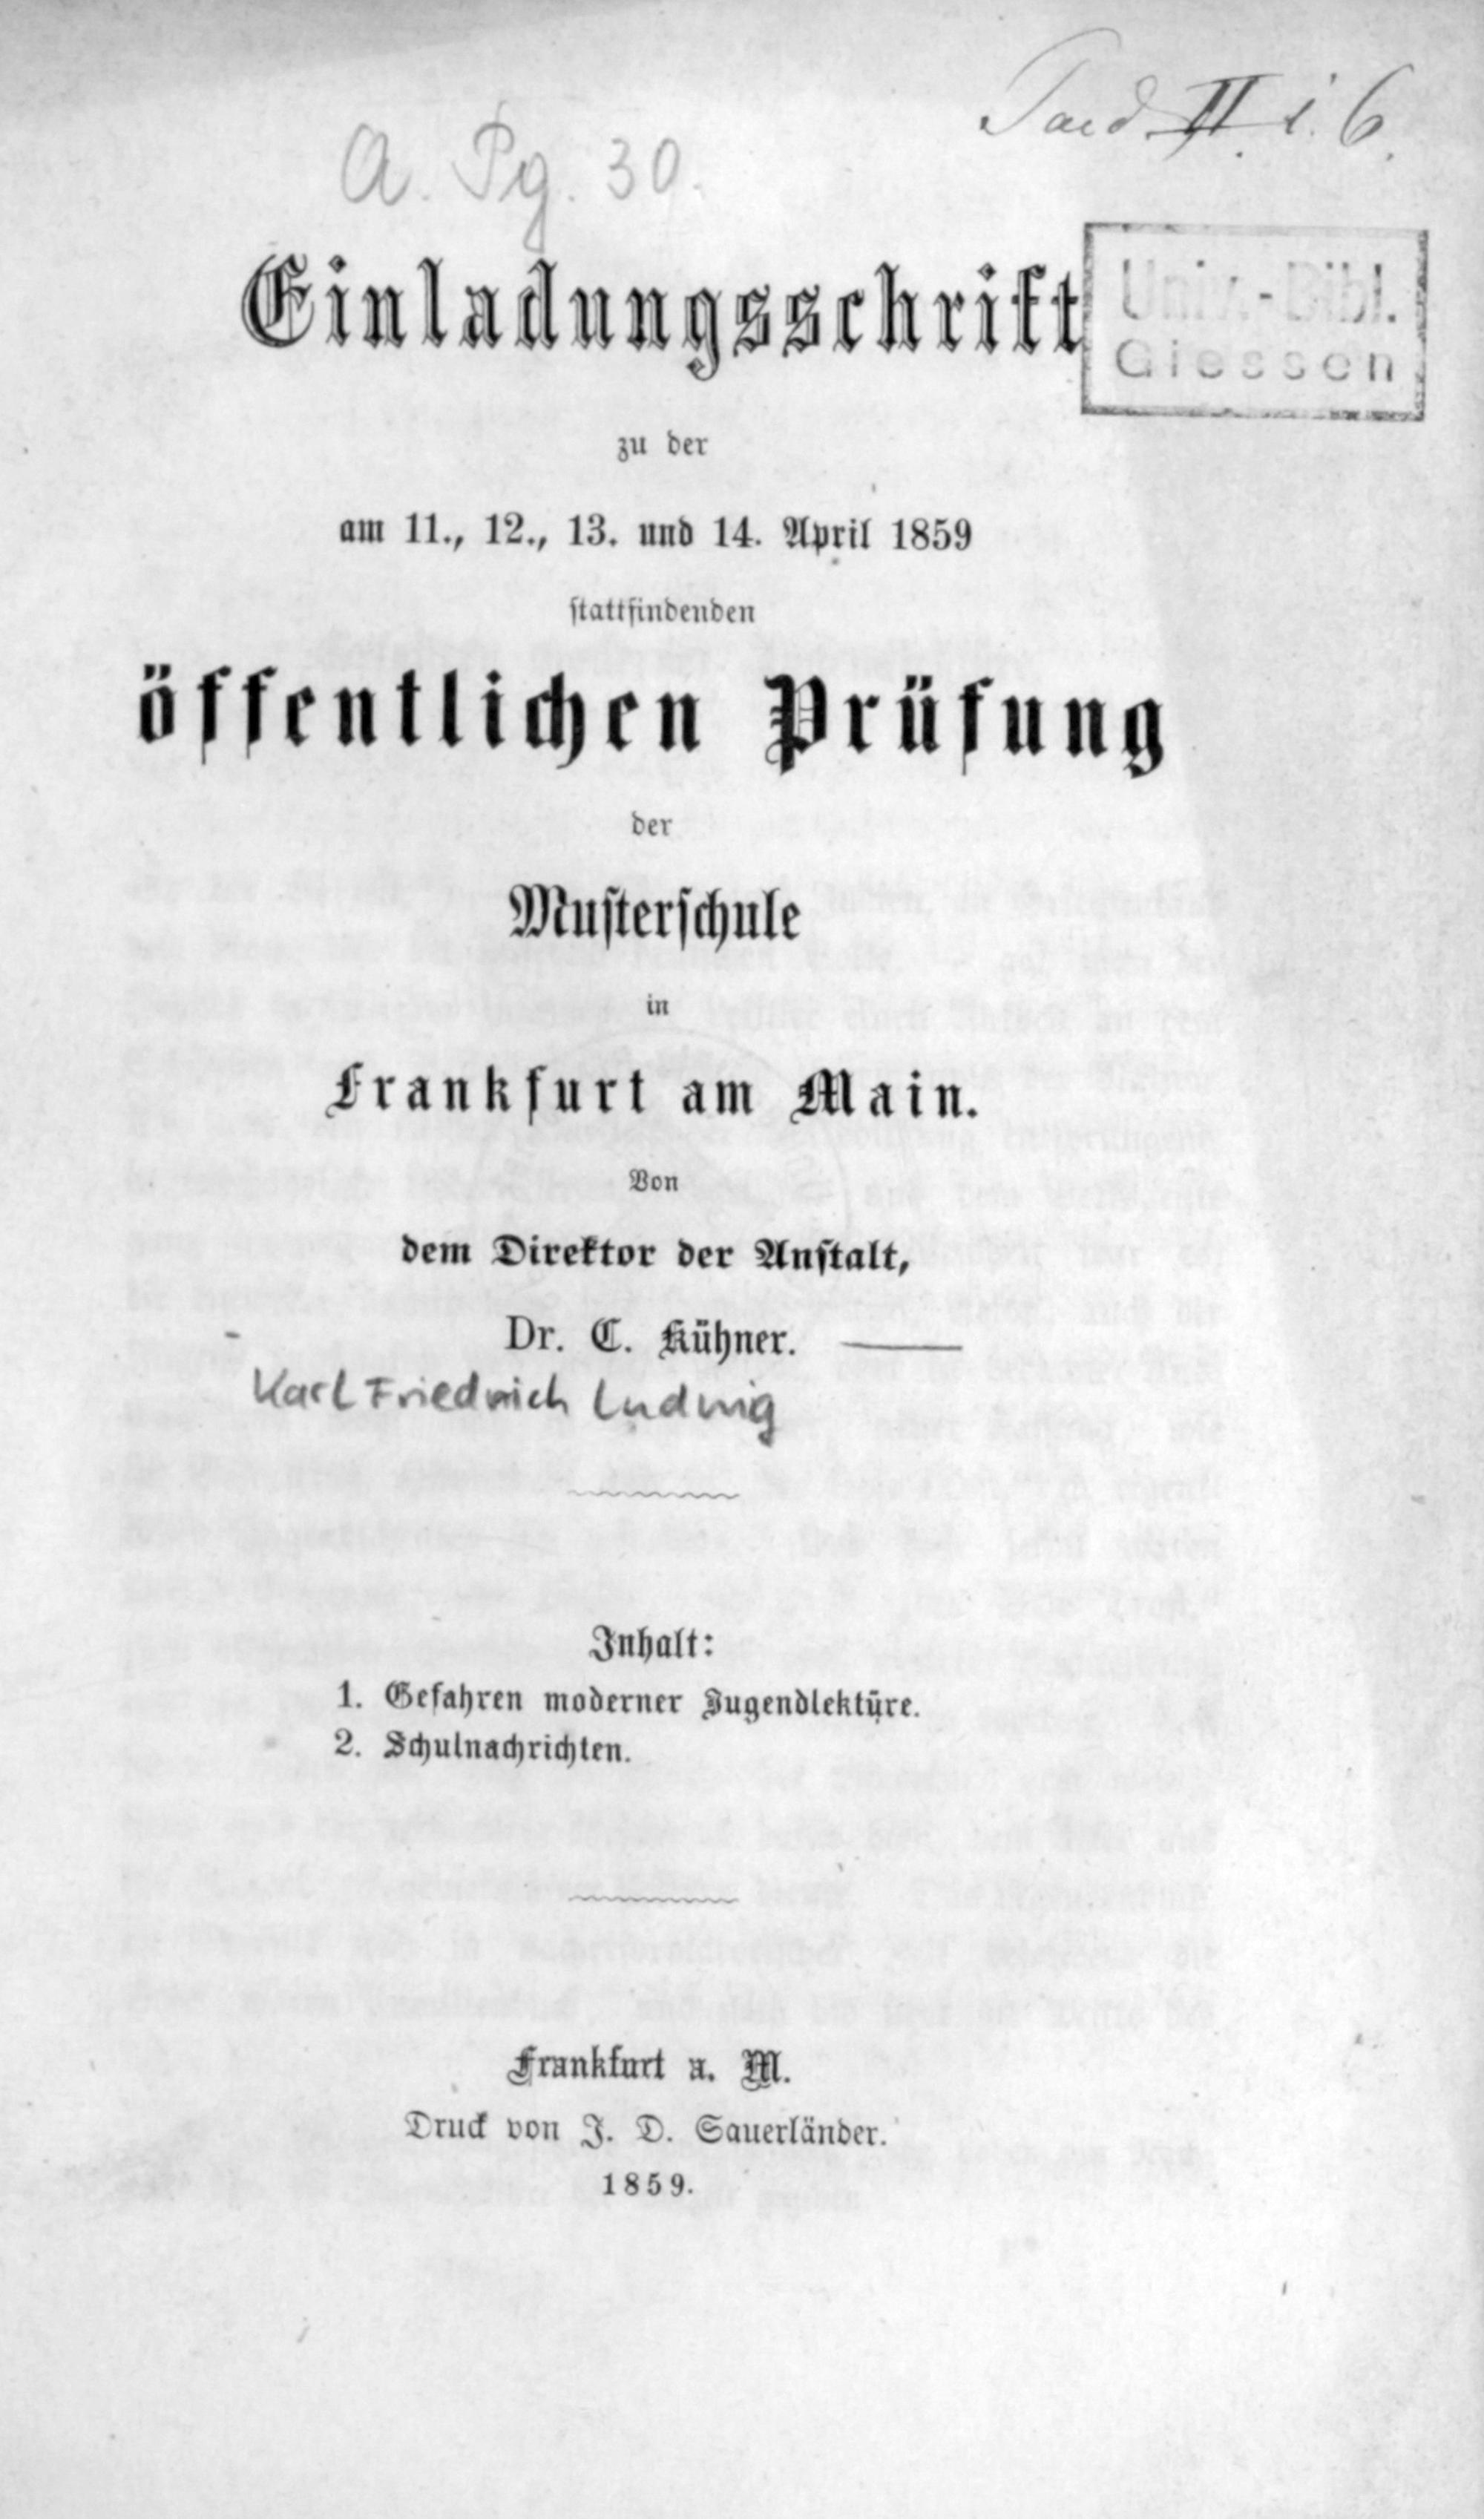 II. i. 6.
A. Pg. 30.
Einladungsschrift
Univ.-Bibl.
Giessen
zu der
am 11., 12., 13. und 14. April 1859
stattfindenden
öffentlichen Prüfung
der
Musterschule
in
Frankfurt am Main.
Von
dem Direktor der Anstalt,
Dr. C. Kühner.
Karl Friedrich Ludwig
Inhalt:
1. Gefahren moderner Jugendlektüre.
2. Schulnachrichten.
Frankfurt a. M.
Druck von J. D. Sauerländer.
1859.